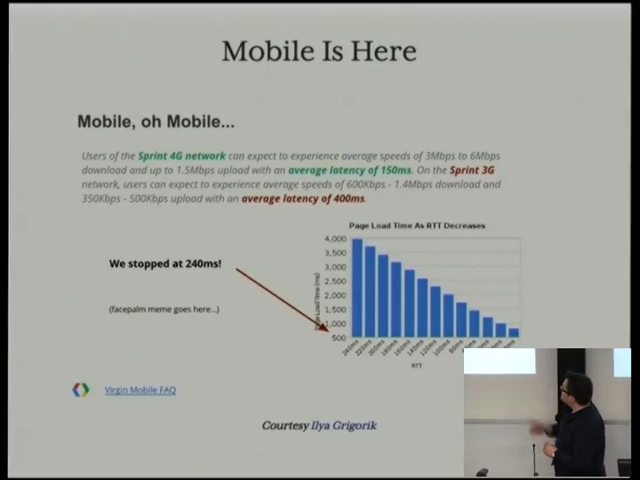 Mobile Is Here
Mobile, oh Mobile...
Users of the Sprint 4G network can expect to experience average speeds of 3Mbps to 6Mbps
download and up to 1.5Mbps upload with an average latency of 150ms. On the Sprint 3G
network, users can expect to experience average speeds of 600Kbps - 1.4Mbps download and
350Kbps - 500Kbps upload with an average latency of 400ms.
Page Load Time As RTT Decreases
We stopped at 240ms!
(facepalm meme goes here...)
4,000
3,500
3,000
2,500
2,000
1,500
1,000
500
Load Time (ms)
240ms
220ms
200ms
180ms
160ms
140ms
120ms
100ms
RTT
Virgin Mobile FAQ
Courtesy Ilya Grigorik